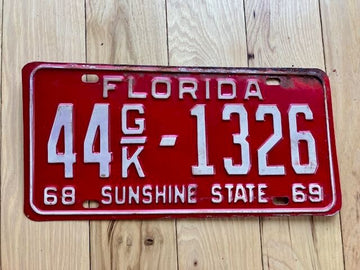 FLORIDA
44 G/K - 1326
68 SUNSHINE STATE 69